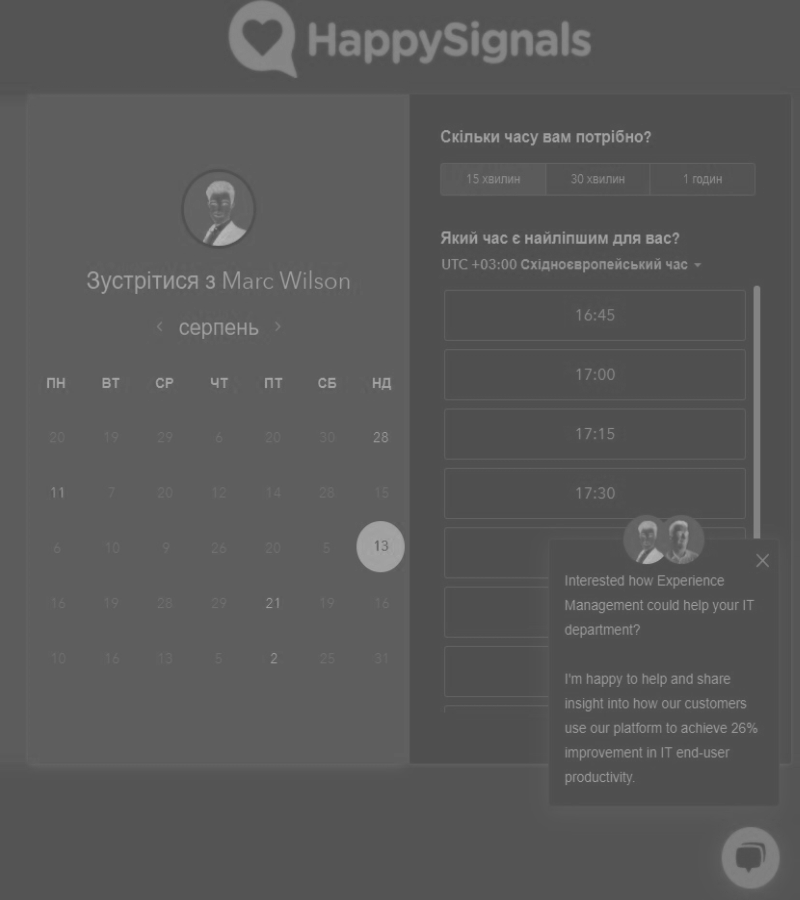 HappySignals
Зустрітися з Marc Wilson
серпень
ПН ВТ СР ЧТ ПТ СБ НД
20 19 29 6 20 30 28
11 7 20 12 14 28 15
6 10 9 26 20 5 13
16 19 28 29 21 19 16
10 16 13 5 2 25 31
Скільки часу вам потрібно?
15 хвилин 30 хвилин 1 годин
Який час є найліпшим для вас?
UTC +03:00 Східноєвропейський час
16:45
17:00
17:15
17:30
Interested how Experience
Management could help your IT
department?
I'm happy to help and share
insight into how our customers
use our platform to achieve 26%
improvement in IT end-user
productivity.